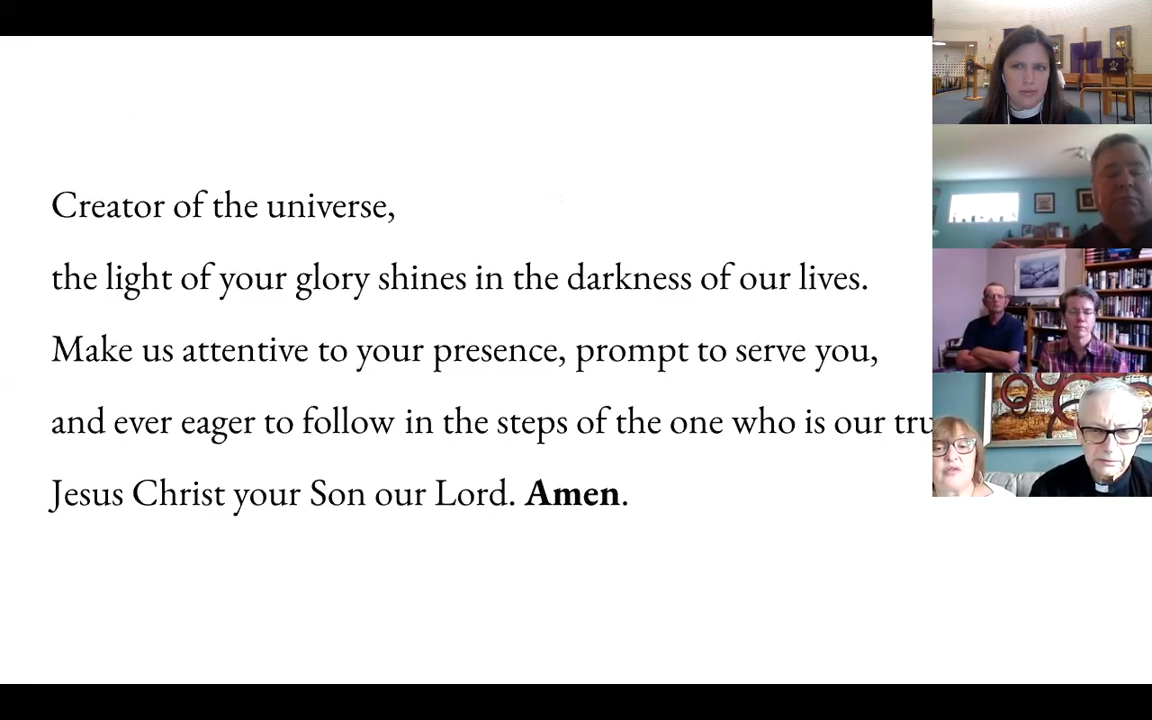 Creator of the universe,
the light of your glory shines in the darkness of our lives.
Make us attentive to your presence, prompt to serve you,
and ever eager to follow in the steps of the one who is our
Jesus Christ your Son our Lord. Amen.